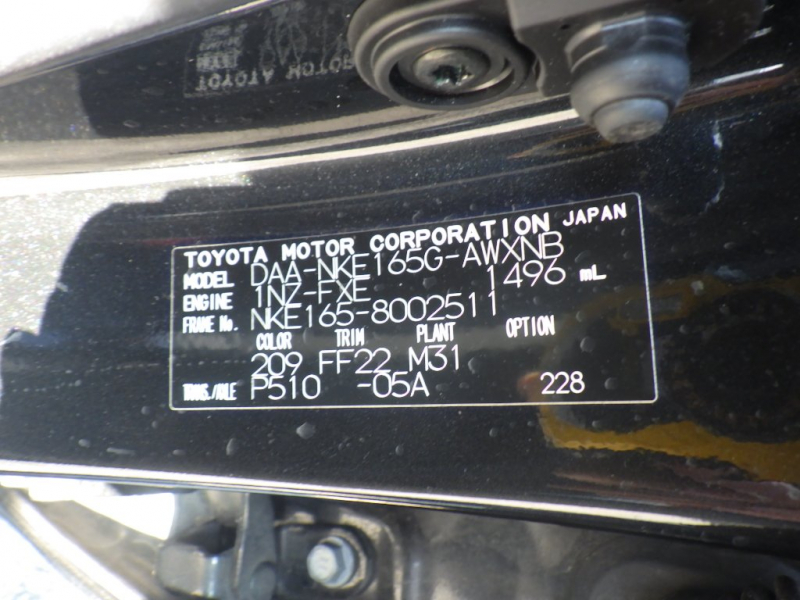 TOYOTA MOTOR CORPORATION JAPAN
MODEL DAA-NKE165G-AWXNB
ENGINE 1NZ-FXE 1496 mL
FRAME No. NKE165-8002511
COLOR TRIM PLANT OPTION
209 FF22 M31
TRANS./AXLE P510 -05A 228